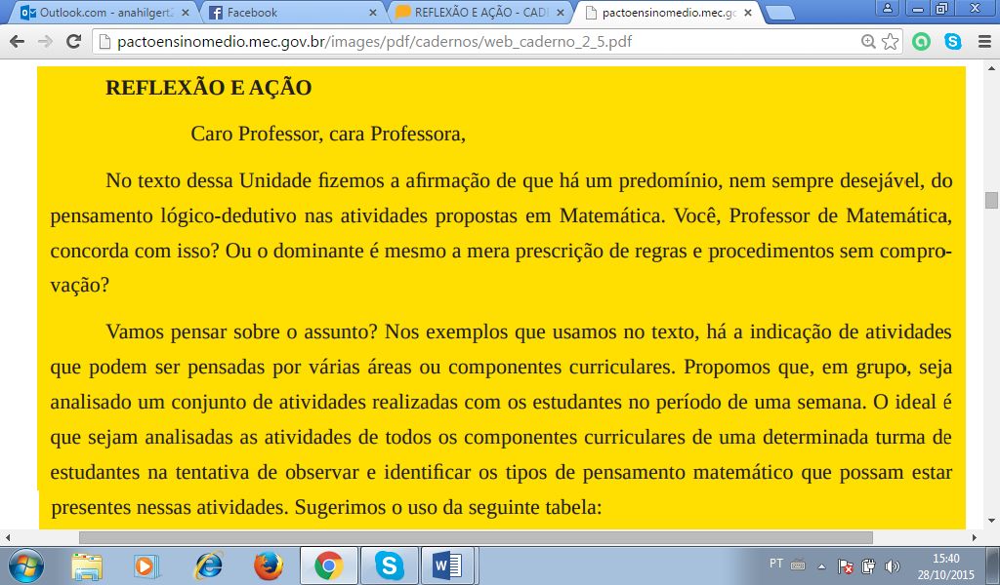 Outlook.com - anahilgert2
Facebook
REFLEXÃO E AÇÃO - CADI
pactoensinomedio.mec.go
pactoensinomedio.mec.gov.br/images/pdf/cadernos/web_caderno_2_5.pdf
REFLEXÃO E AÇÃO
Caro Professor, cara Professora,
No texto dessa Unidade fizemos a afirmação de que há um predomínio, nem sempre desejável, do
pensamento lógico-dedutivo nas atividades propostas em Matemática. Você, Professor de Matemática,
concorda com isso? Ou o dominante é mesmo a mera prescrição de regras e procedimentos sem compro-
vação?
Vamos pensar sobre o assunto? Nos exemplos que usamos no texto, há a indicação de atividades
que podem ser pensadas por várias áreas ou componentes curriculares. Propomos que, em grupo, seja
analisado um conjunto de atividades realizadas com os estudantes no período de uma semana. O ideal é
que sejam analisadas as atividades de todos os componentes curriculares de uma determinada turma de
estudantes na tentativa de observar e identificar os tipos de pensamento matemático que possam estar
presentes nessas atividades. Sugerimos o uso da seguinte tabela:
PT
15:40
28/10/2015